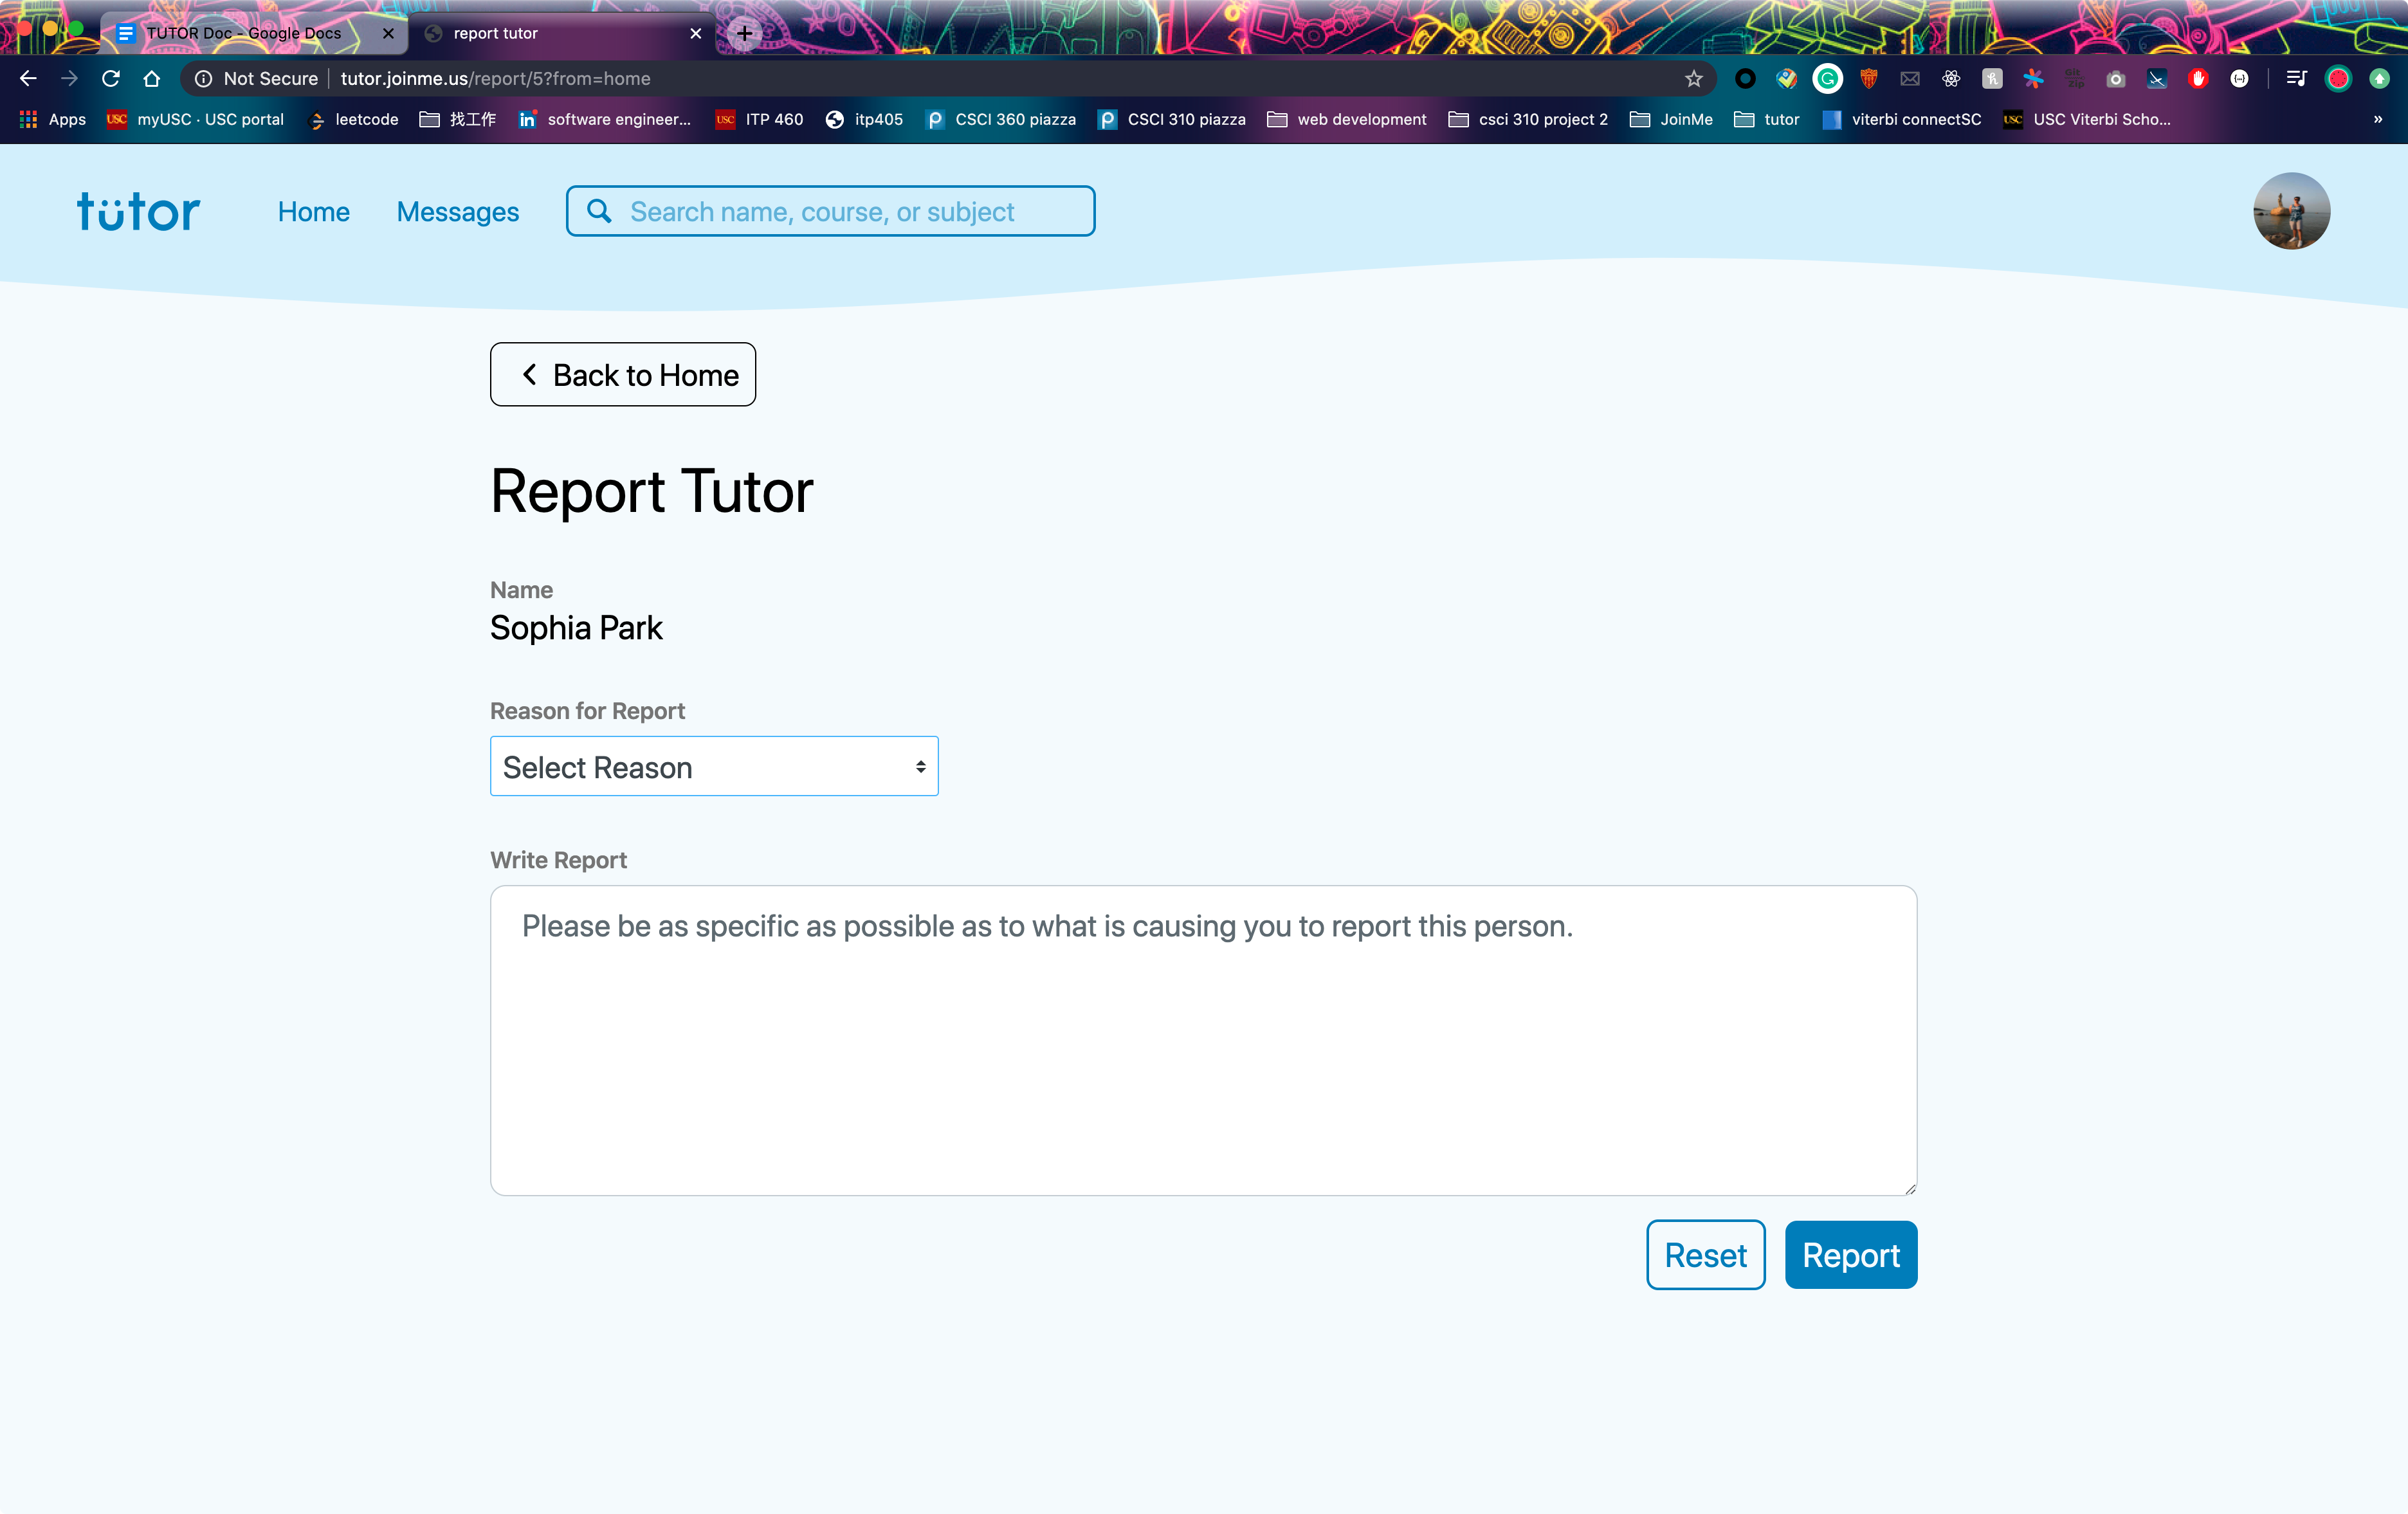 TUTOR Doc - Google Docs
report tutor
Not Secure | tutor.joinme.us/report/5?from=home
Apps myUSC · USC portal leetcode 找工作 software engineer... ITP 460 itp405 CSCI 360 piazza CSCI 310 piazza web development csci 310 project 2 JoinMe tutor viterbi connectSC USC Viterbi Scho... »
tütor Home Messages Search name, course, or subject
Back to Home
Report Tutor
Name
Sophia Park
Reason for Report
Select Reason
Write Report
Please be as specific as possible as to what is causing you to report this person.
Reset Report